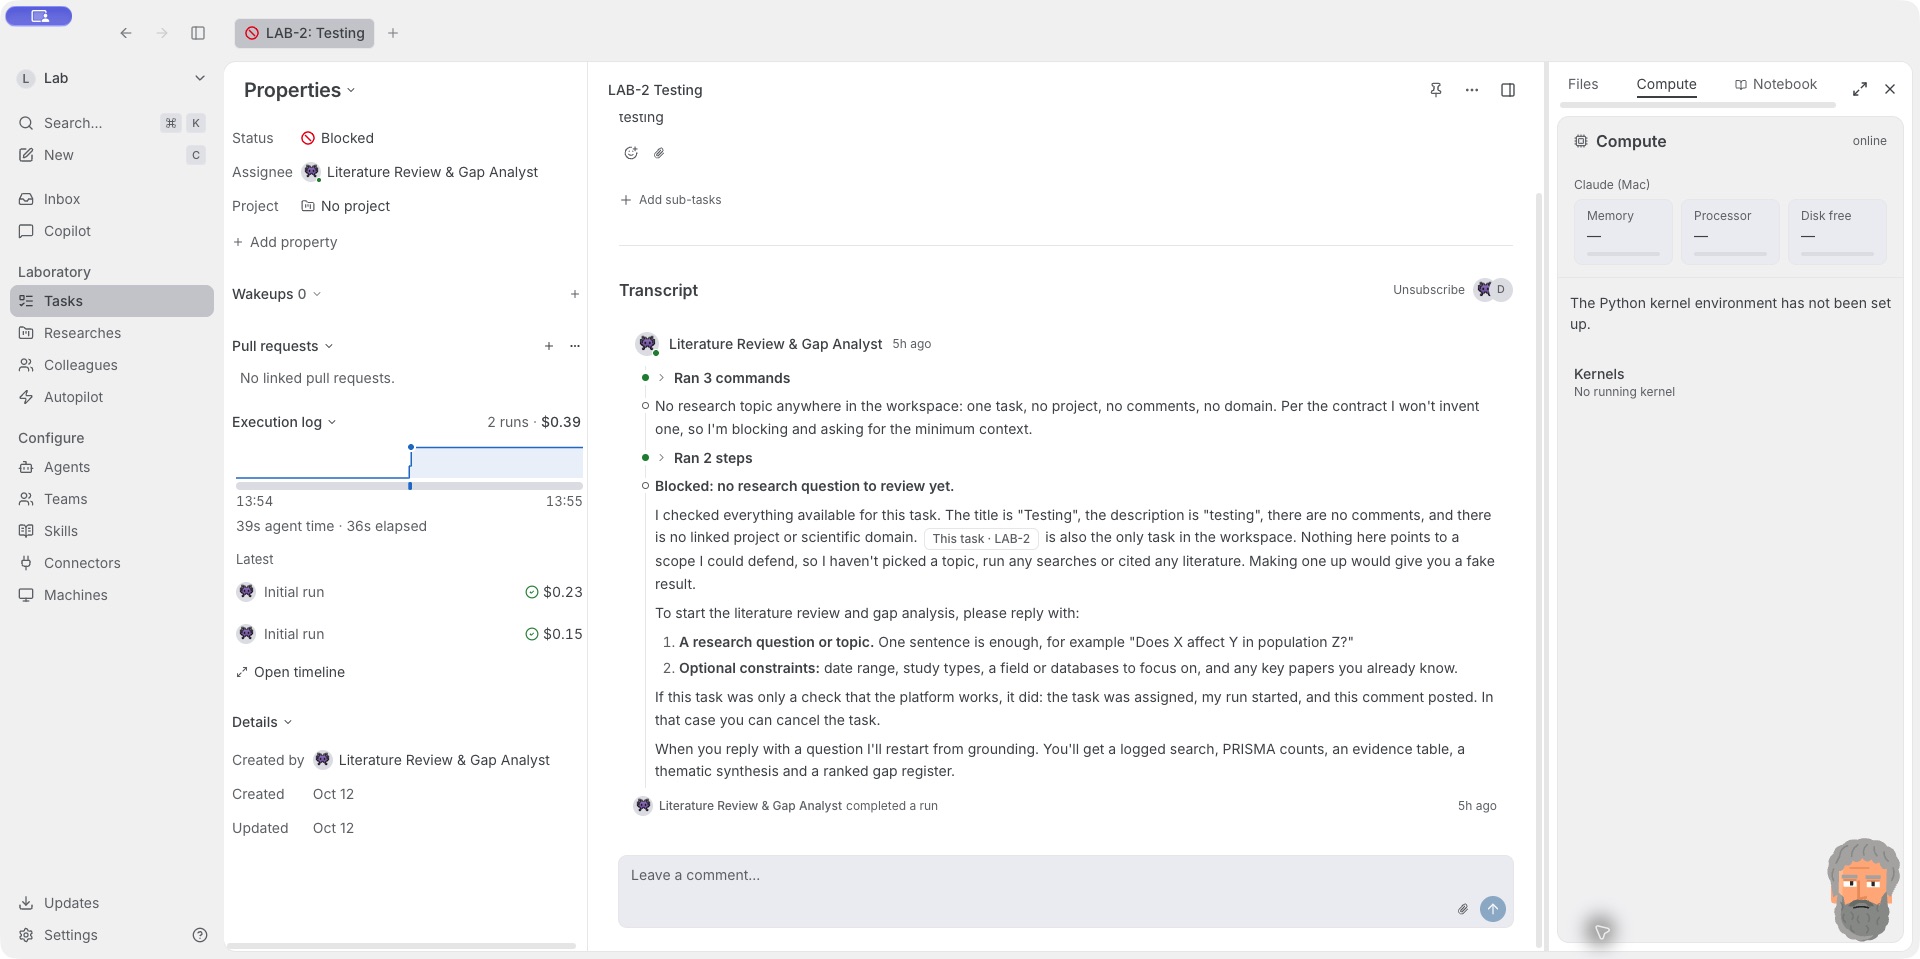 LAB-2: Testing
L Lab
Search... ⌘ K
New C
Inbox
Copilot
Laboratory
Tasks
Researches
Colleagues
Autopilot
Configure
Agents
Teams
Skills
Connectors
Machines
Updates
Settings
Properties
Status Blocked
Assignee Literature Review & Gap Analyst
Project No project
+ Add property
Wakeups 0
Pull requests
No linked pull requests.
Execution log 2 runs · $0.39
13:54 13:55
39s agent time · 36s elapsed
Latest
Initial run $0.23
Initial run $0.15
Open timeline
Details
Created by Literature Review & Gap Analyst
Created Oct 12
Updated Oct 12
LAB-2 Testing
testing
+ Add sub-tasks
Transcript Unsubscribe D
Literature Review & Gap Analyst 5h ago
Ran 3 commands
No research topic anywhere in the workspace: one task, no project, no comments, no domain. Per the contract I won't invent
one, so I'm blocking and asking for the minimum context.
Ran 2 steps
Blocked: no research question to review yet.
I checked everything available for this task. The title is "Testing", the description is "testing", there are no comments, and there
is no linked project or scientific domain. This task · LAB-2 is also the only task in the workspace. Nothing here points to a
scope I could defend, so I haven't picked a topic, run any searches or cited any literature. Making one up would give you a fake
result.
To start the literature review and gap analysis, please reply with:
1. A research question or topic. One sentence is enough, for example "Does X affect Y in population Z?"
2. Optional constraints: date range, study types, a field or databases to focus on, and any key papers you already know.
If this task was only a check that the platform works, it did: the task was assigned, my run started, and this comment posted. In
that case you can cancel the task.
When you reply with a question I'll restart from grounding. You'll get a logged search, PRISMA counts, an evidence table, a
thematic synthesis and a ranked gap register.
Literature Review & Gap Analyst completed a run 5h ago
Leave a comment...
Files Compute Notebook
Compute online
Claude (Mac)
Memory Processor Disk free
— — —
The Python kernel environment has not been set
up.
Kernels
No running kernel